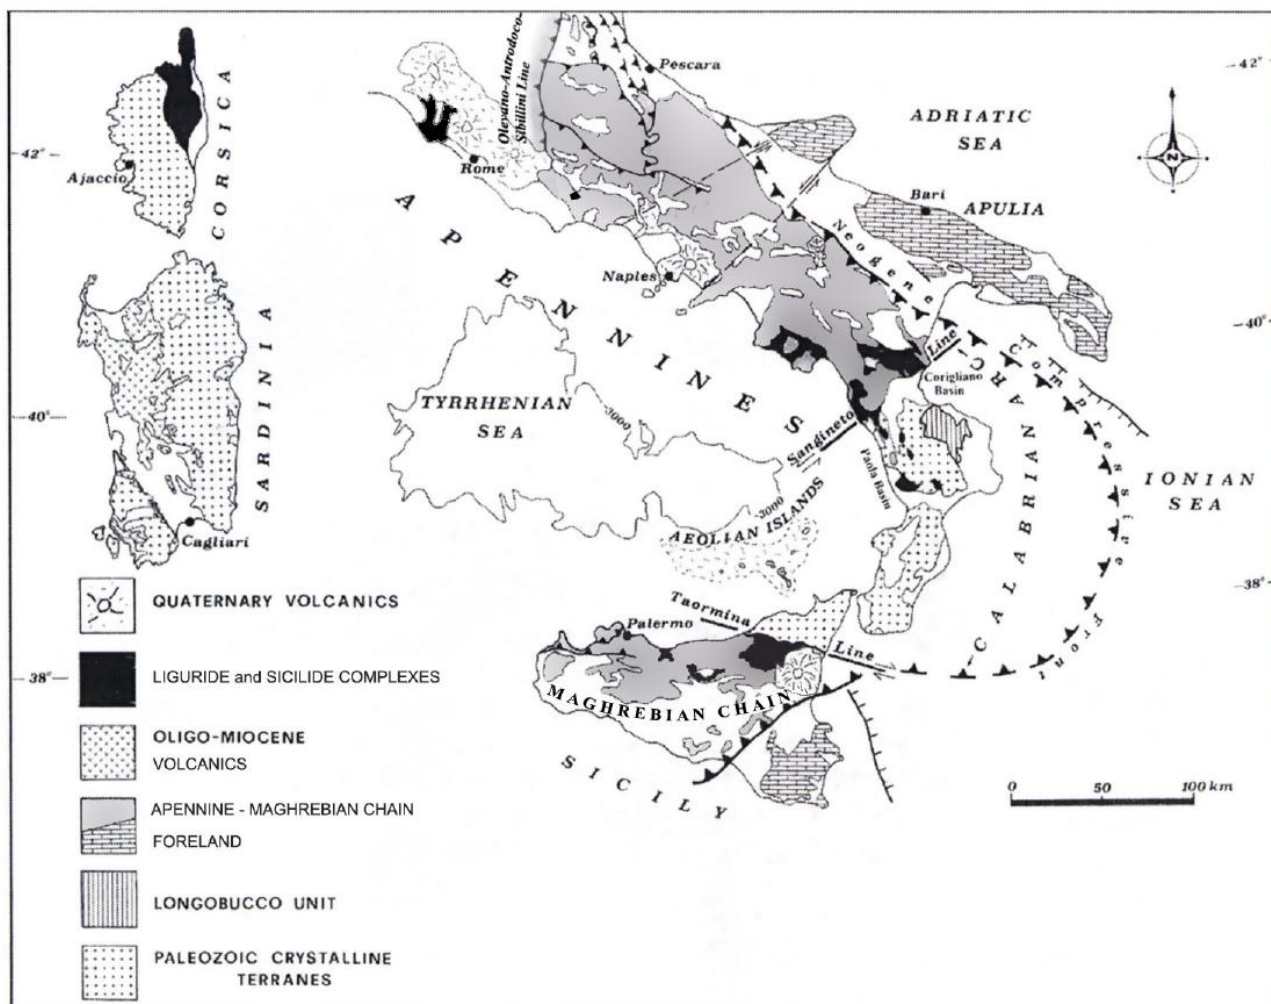 CORSICA
Ajaccio
42°
SARDINIA
Cagliari
40°
38°
Oleyano-Antrodoco-
Sibillini Line
Pescara
Rome
ADRIATIC
SEA
42°
N
Bari
APULIA
APENNINES
Naples
Neogene Compressive Front
40°
TYRRHENIAN
SEA
-3000
Sangineto Line
Corigliano
Basin
CALABRIAN ARC
Paola Basin
IONIAN
SEA
-3000
AEOLIAN ISLANDS
38°
Taormina Line
Palermo
MAGHREBIAN CHAIN
SICILY
0 50 100 km
QUATERNARY VOLCANICS
LIGURIDE and SICILIDE COMPLEXES
OLIGO-MIOCENE
VOLCANICS
APENNINE - MAGHREBIAN CHAIN
FORELAND
LONGOBUCCO UNIT
PALEOZOIC CRYSTALLINE
TERRANES